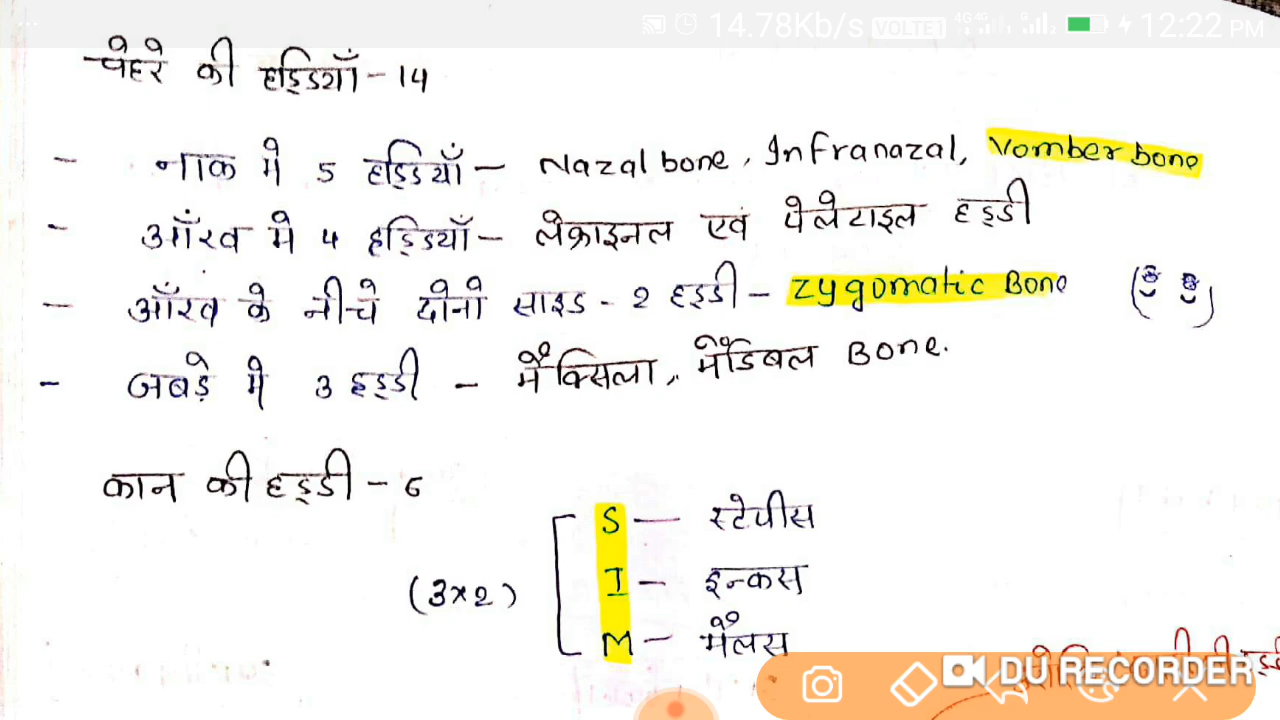 14.78Kb/s VOLTE 4G 12:22 PM
चेहरे की हड्डियाँ - 14
- नाक मे 5 हड्डियाँ - Nazal bone, Infranazal, Vomber bone
- आँख मे 4 हड्डियाँ - लेक्राइनल एवं पेलेटाइल हड्डी
- आँख के नीचे दोनो साइड - 2 हड्डी - Zygomatic Bone
- जबड़े मे 3 हड्डी - मैक्सिला, मेंडिबल Bone.
कान की हड्डी - 6
(3×2)
S - स्टेपीस
I - इन्कस
M - मैलस
DU RECORDER